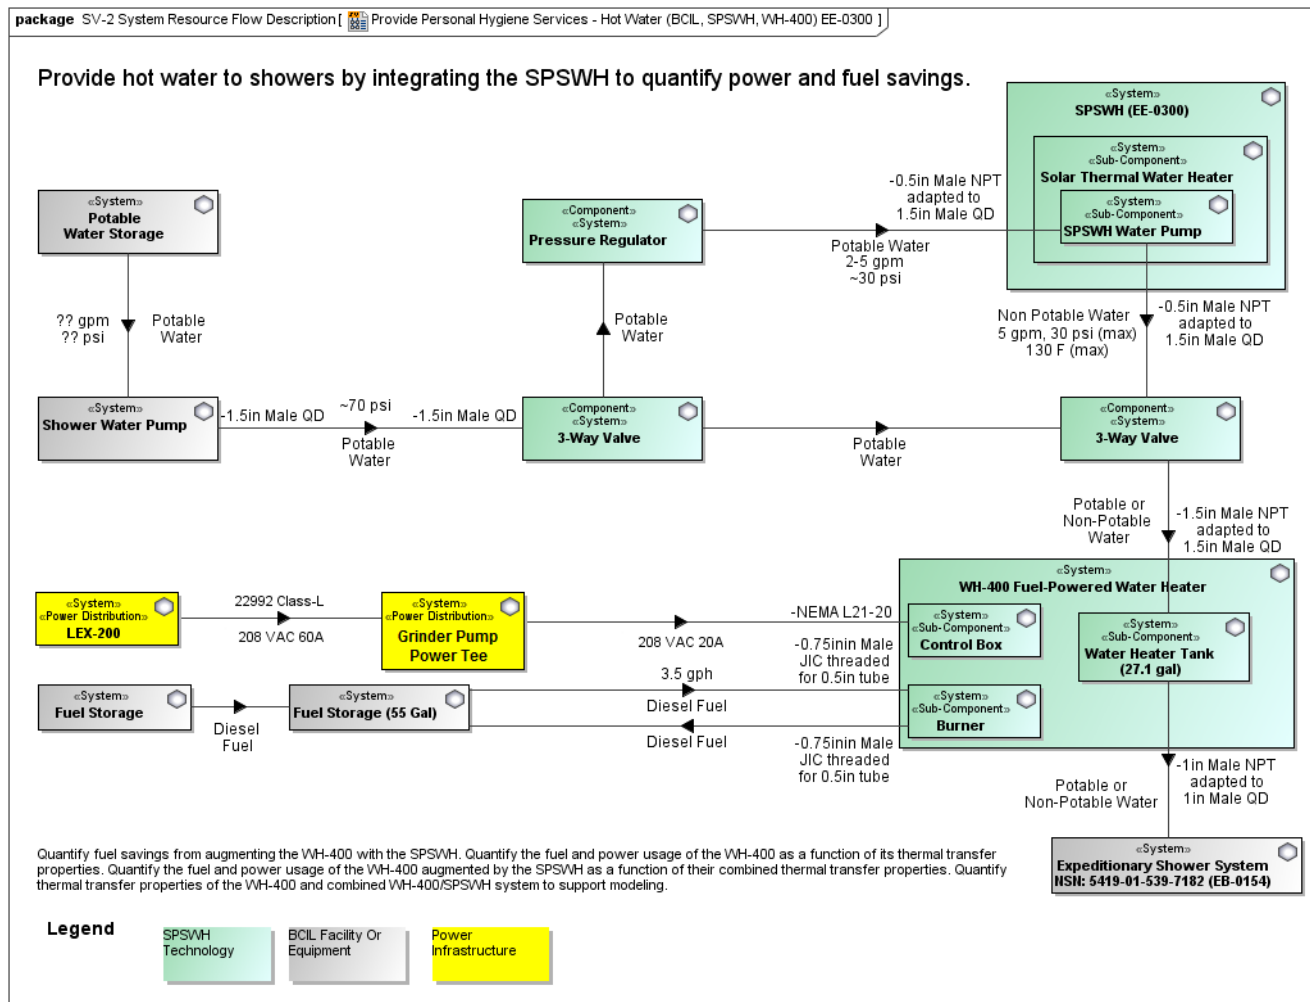 package SV-2 System Resource Flow Description [ Provide Personal Hygiene Services - Hot Water (BCIL, SPSWH, WH-400) EE-0300 ]
Provide hot water to showers by integrating the SPSWH to quantify power and fuel savings.
«System»
SPSWH (EE-0300)
«System»
«Sub-Component»
Solar Thermal Water Heater
«System»
«Sub-Component»
SPSWH Water Pump
«System»
Potable
Water Storage
«Component»
«System»
Pressure Regulator
-0.5in Male NPT
adapted to
1.5in Male QD
Potable Water
2-5 gpm
~30 psi
?? gpm
?? psi
Potable
Water
Potable
Water
Non Potable Water
5 gpm, 30 psi (max)
130 F (max)
-0.5in Male NPT
adapted to
1.5in Male QD
«System»
Shower Water Pump
-1.5in Male QD
~70 psi
Potable
Water
-1.5in Male QD
«Component»
«System»
3-Way Valve
Potable
Water
«Component»
«System»
3-Way Valve
Potable or
Non-Potable
Water
-1.5in Male NPT
adapted to
1.5in Male QD
«System»
WH-400 Fuel-Powered Water Heater
«System»
«Power Distribution»
LEX-200
22992 Class-L
208 VAC 60A
«System»
«Power Distribution»
Grinder Pump
Power Tee
208 VAC 20A
-NEMA L21-20
«System»
«Sub-Component»
Control Box
«System»
«Sub-Component»
Water Heater Tank
(27.1 gal)
-0.75inin Male
JIC threaded
for 0.5in tube
«System»
Fuel Storage
Diesel
Fuel
«System»
Fuel Storage (55 Gal)
3.5 gph
Diesel Fuel
Diesel Fuel
«System»
«Sub-Component»
Burner
-0.75inin Male
JIC threaded
for 0.5in tube
Potable or
Non-Potable Water
-1in Male NPT
adapted to
1in Male QD
«System»
Expeditionary Shower System
NSN: 5419-01-539-7182 (EB-0154)
Quantify fuel savings from augmenting the WH-400 with the SPSWH. Quantify the fuel and power usage of the WH-400 as a function of its thermal transfer
properties. Quantify the fuel and power usage of the WH-400 augmented by the SPSWH as a function of their combined thermal transfer properties. Quantify
thermal transfer properties of the WH-400 and combined WH-400/SPSWH system to support modeling.
Legend
SPSWH
Technology
BCIL Facility Or
Equipment
Power
Infrastructure